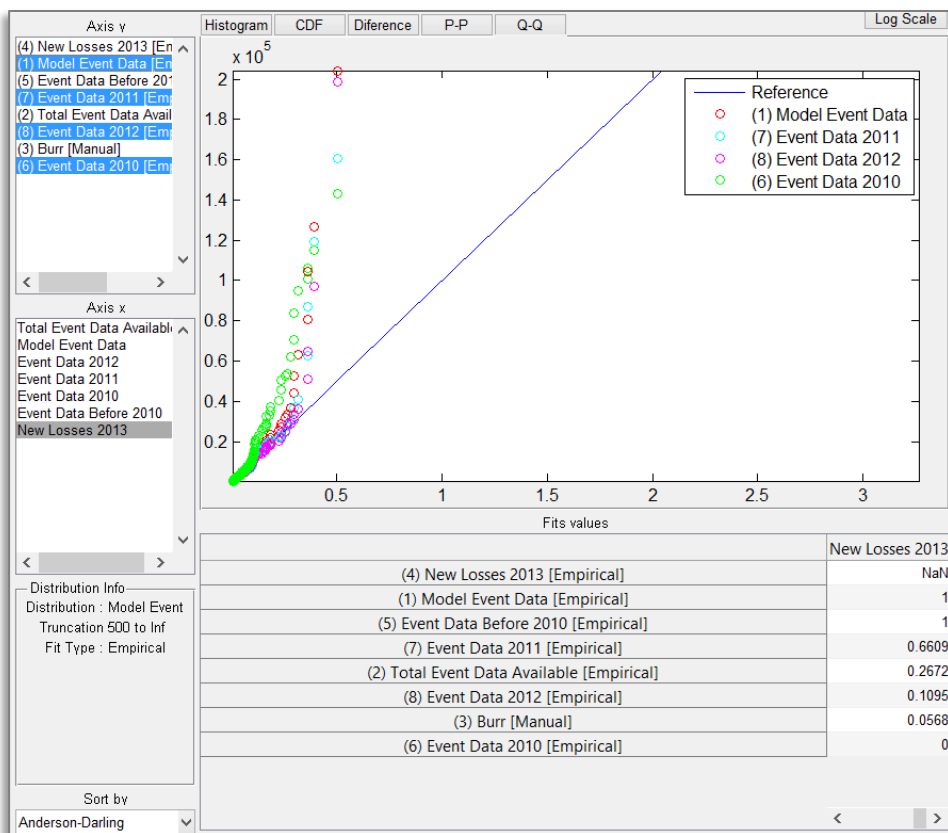 Axis y
(4) New Losses 2013 [En
(1) Model Event Data [En
(5) Event Data Before 201
(7) Event Data 2011 [Emp
(2) Total Event Data Avail
(8) Event Data 2012 [Emp
(3) Burr [Manual]
(6) Event Data 2010 [Emp
Axis x
Total Event Data Available
Model Event Data
Event Data 2012
Event Data 2011
Event Data 2010
Event Data Before 2010
New Losses 2013
Distribution Info
Distribution : Model Event
Truncation 500 to Inf
Fit Type : Empirical
Sort by
Anderson-Darling
Histogram CDF Diference P-P Q-Q
Log Scale
x 10^5
2
1.8
1.6
1.4
1.2
1
0.8
0.6
0.4
0.2
0.5 1 1.5 2 2.5 3
Reference
(1) Model Event Data
(7) Event Data 2011
(8) Event Data 2012
(6) Event Data 2010
Fits values
New Losses 2013
(4) New Losses 2013 [Empirical] NaN
(1) Model Event Data [Empirical] 1
(5) Event Data Before 2010 [Empirical] 1
(7) Event Data 2011 [Empirical] 0.6609
(2) Total Event Data Available [Empirical] 0.2672
(8) Event Data 2012 [Empirical] 0.1095
(3) Burr [Manual] 0.0568
(6) Event Data 2010 [Empirical] 0